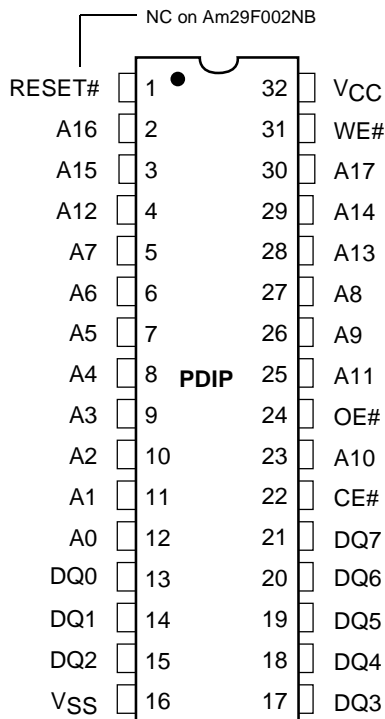 NC on Am29F002NB
RESET# 1 32 VCC
A16 2 31 WE#
A15 3 30 A17
A12 4 29 A14
A7 5 28 A13
A6 6 27 A8
A5 7 26 A9
A4 8 PDIP 25 A11
A3 9 24 OE#
A2 10 23 A10
A1 11 22 CE#
A0 12 21 DQ7
DQ0 13 20 DQ6
DQ1 14 19 DQ5
DQ2 15 18 DQ4
VSS 16 17 DQ3